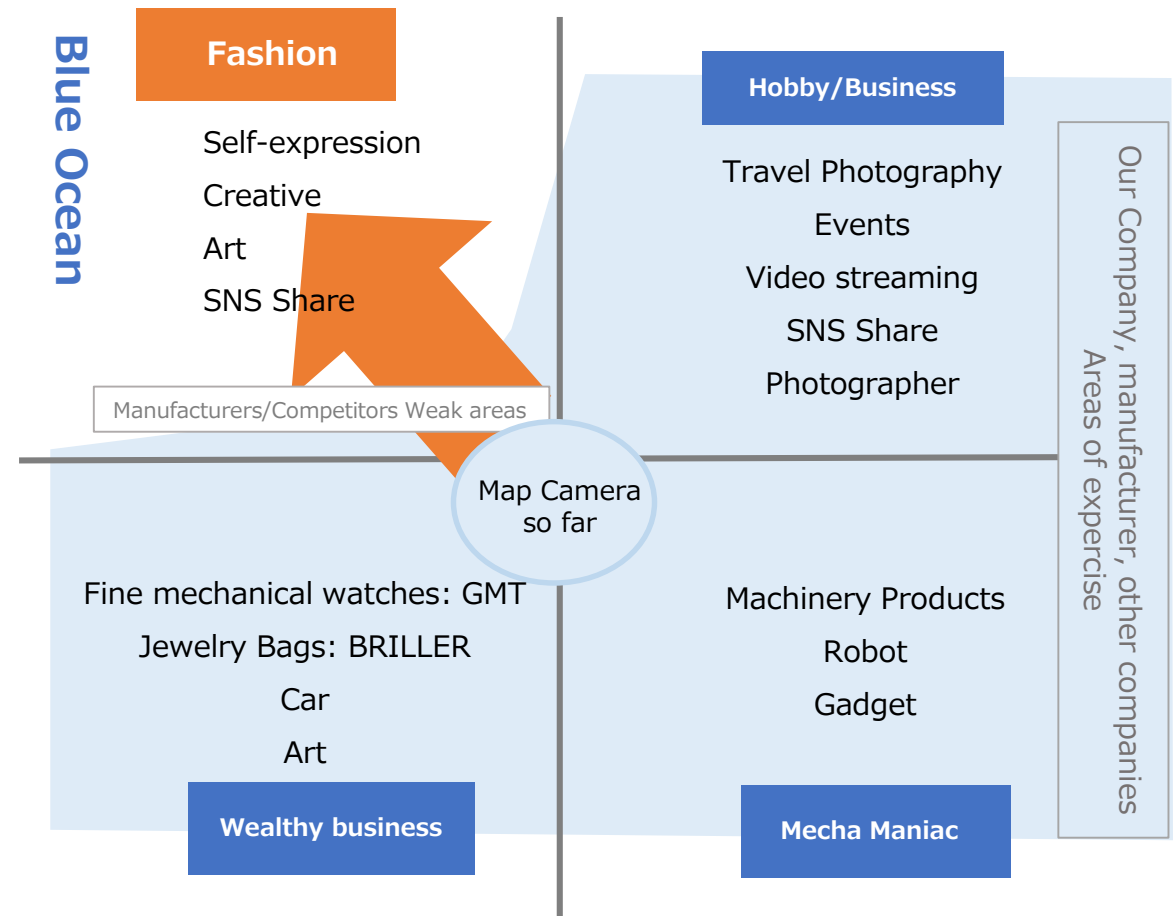 Blue Ocean
Fashion
Self-expression
Creative
Art
SNS Share
Manufacturers/Competitors Weak areas
Hobby/Business
Travel Photography
Events
Video streaming
SNS Share
Photographer
Our Company, manufacturer, other companies
Areas of expercise
Map Camera
so far
Fine mechanical watches: GMT
Jewelry Bags: BRILLER
Car
Art
Wealthy business
Machinery Products
Robot
Gadget
Mecha Maniac